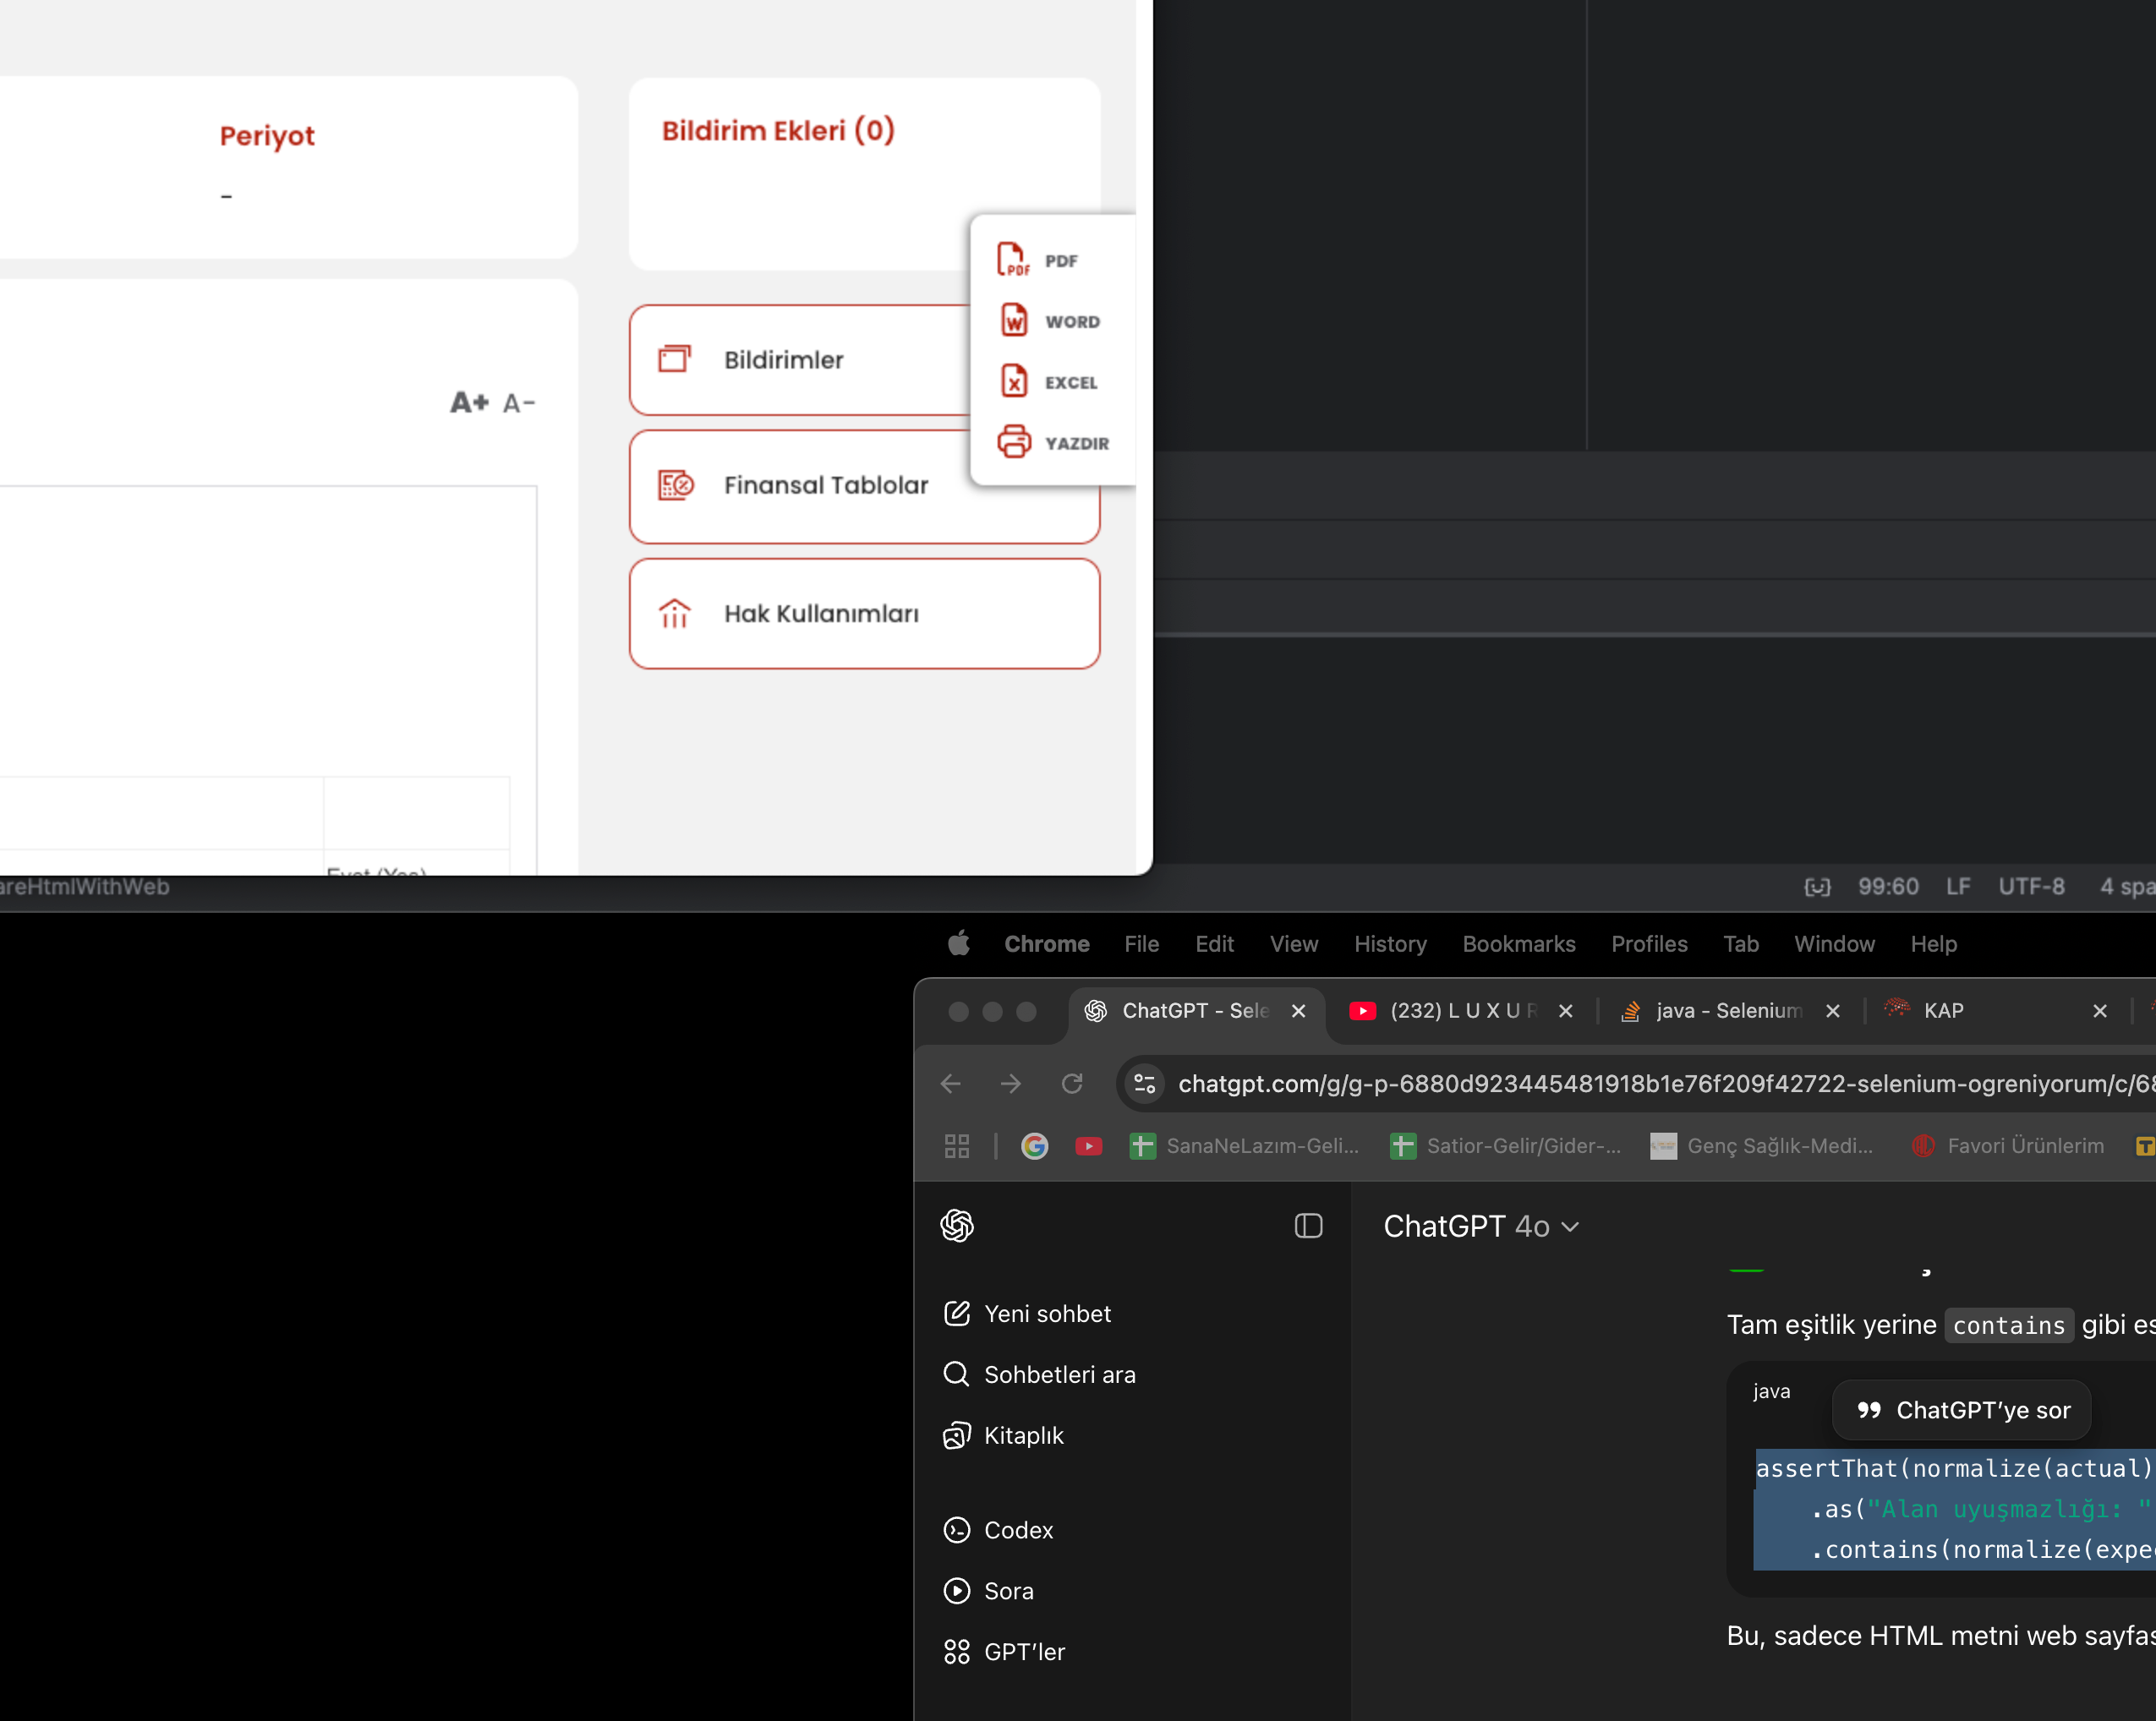 Periyot
-
Bildirim Ekleri (0)
PDF
WORD
EXCEL
YAZDIR
Bildirimler
A+ A-
Finansal Tablolar
Hak Kullanımları
areHtmlWithWeb
99:60 LF UTF-8 4 spa
Chrome File Edit View History Bookmarks Profiles Tab Window Help
ChatGPT - Sele
(232) L U X U R
java - Selenium
KAP
chatgpt.com/g/g-p-6880d923445481918b1e76f209f42722-selenium-ogreniyorum/c/68
SanaNeLazım-Geli...
Satior-Gelir/Gider-...
Genç Sağlık-Medi...
Favori Ürünlerim
ChatGPT 4o
Yeni sohbet
Sohbetleri ara
Kitaplık
Codex
Sora
GPT'ler
Tam eşitlik yerine contains gibi es
java
ChatGPT'ye sor
assertThat(normalize(actual)
.as("Alan uyuşmazlığı: "
.contains(normalize(expe
Bu, sadece HTML metni web sayfas